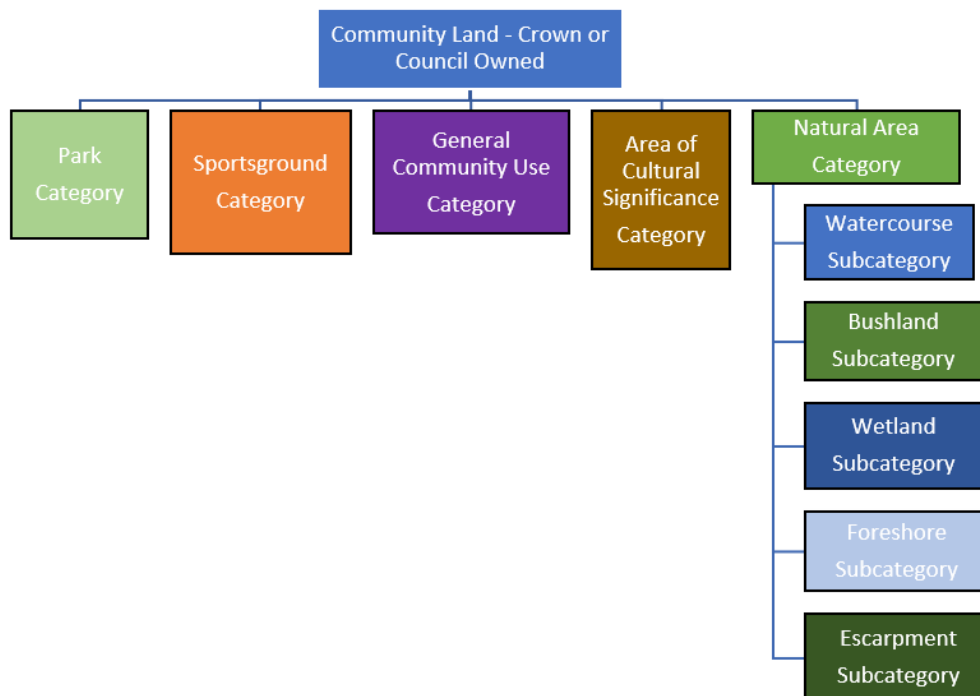 Community Land - Crown or
Council Owned
Park
Category
Sportsground
Category
General
Community Use
Category
Area of
Cultural
Significance
Category
Natural Area
Category
Watercourse
Subcategory
Bushland
Subcategory
Wetland
Subcategory
Foreshore
Subcategory
Escarpment
Subcategory